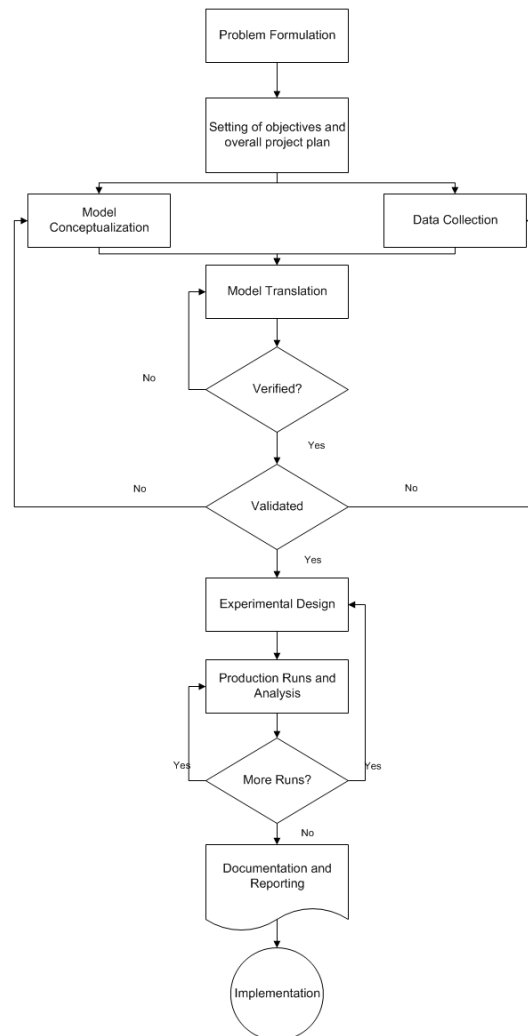 Problem Formulation
Setting of objectives and
overall project plan
Model
Conceptualization
Data Collection
Model Translation
No
Verified?
Yes
No
Validated
No
Yes
Experimental Design
Production Runs and
Analysis
Yes
More Runs?
Yes
No
Documentation and
Reporting
Implementation